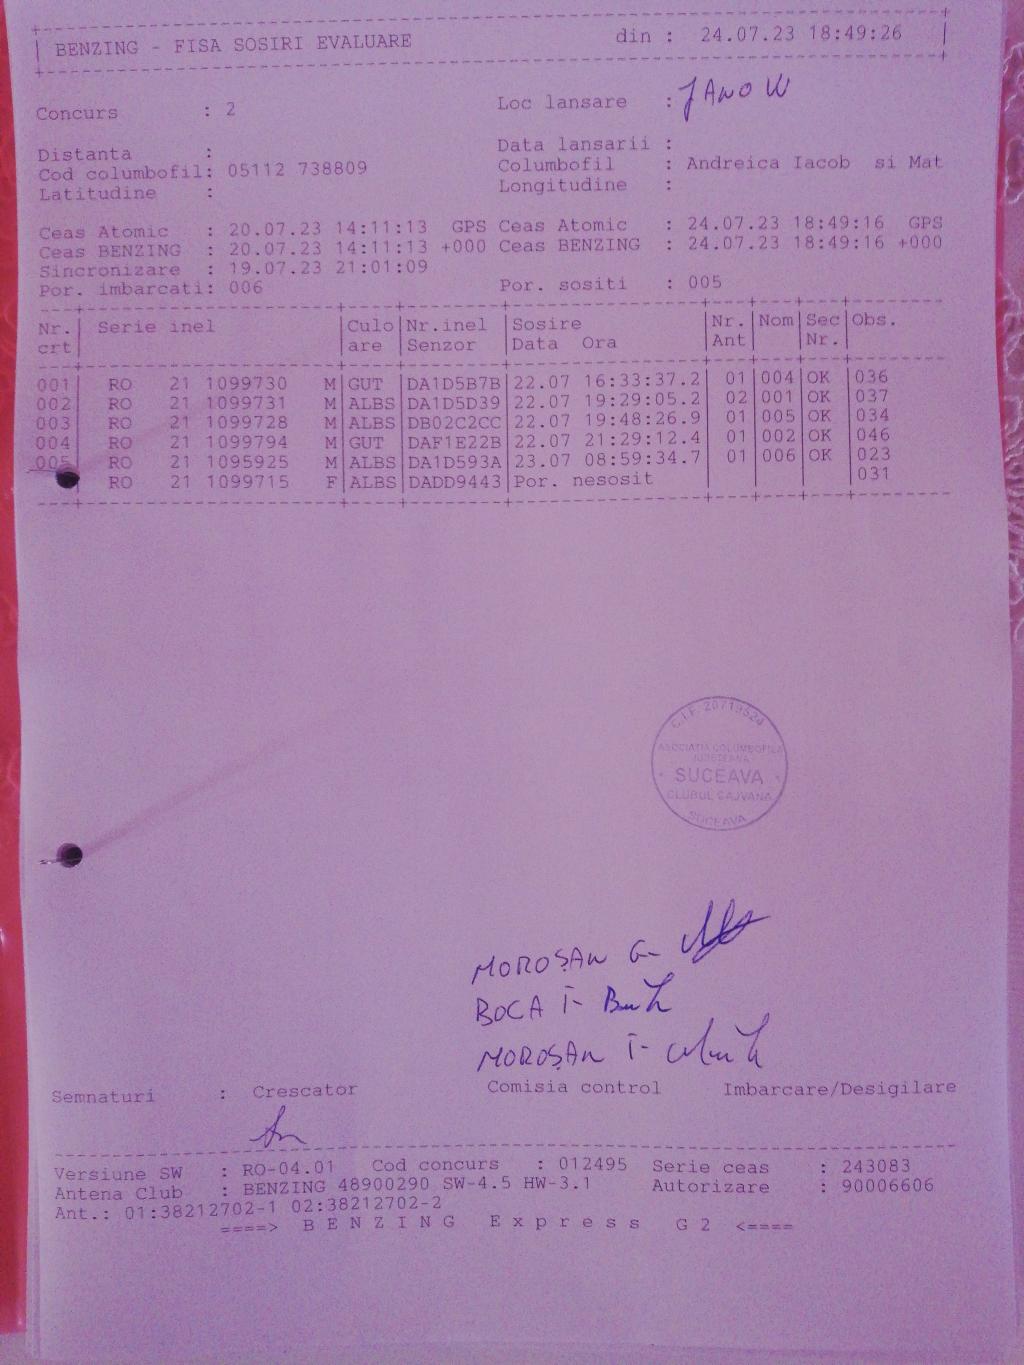 BENZING - FISA SOSIRI EVALUARE din : 24.07.23 18:49:26
Concurs : 2 Loc lansare : JANOW
Distanta : Data lansarii :
Cod columbofil: 05112 738809 Columbofil : Andreica Iacob si Mat
Latitudine : Longitudine :
Ceas Atomic : 20.07.23 14:11:13 GPS Ceas Atomic : 24.07.23 18:49:16 GPS
Ceas BENZING : 20.07.23 14:11:13 +000 Ceas BENZING : 24.07.23 18:49:16 +000
Sincronizare : 19.07.23 21:01:09
Por. imbarcati: 006 Por. sositi : 005
Nr. Serie inel Culo Nr.inel Sosire Nr. Nom Sec Obs.
crt are Senzor Data Ora Ant Nr.
001 RO 21 1099730 M GUT DA1D5B7B 22.07 16:33:37.2 01 004 OK 036
002 RO 21 1099731 M ALBS DA1D5D39 22.07 19:29:05.2 02 001 OK 037
003 RO 21 1099728 M ALBS DB02C2CC 22.07 19:48:26.9 01 005 OK 034
004 RO 21 1099794 M GUT DAF1E22B 22.07 21:29:12.4 01 002 OK 046
005 RO 21 1095925 M ALBS DA1D593A 23.07 08:59:34.7 01 006 OK 023
RO 21 1099715 F ALBS DADD9443 Por. nesosit 031
C.I.F. 20719524
ASOCIATIA COLUMBOFILA
JUDETEANA
SUCEAVA
CLUBUL CAJVANA
SUCEAVA
MOROȘAN G-
BOCA I-
MOROȘAN I-
Semnaturi : Crescator Comisia control Imbarcare/Desigilare
Versiune SW : RO-04.01 Cod concurs : 012495 Serie ceas : 243083
Antena Club : BENZING 48900290 SW-4.5 HW-3.1 Autorizare : 90006606
Ant.: 01:38212702-1 02:38212702-2
====> B E N Z I N G E x p r e s s G 2 <====